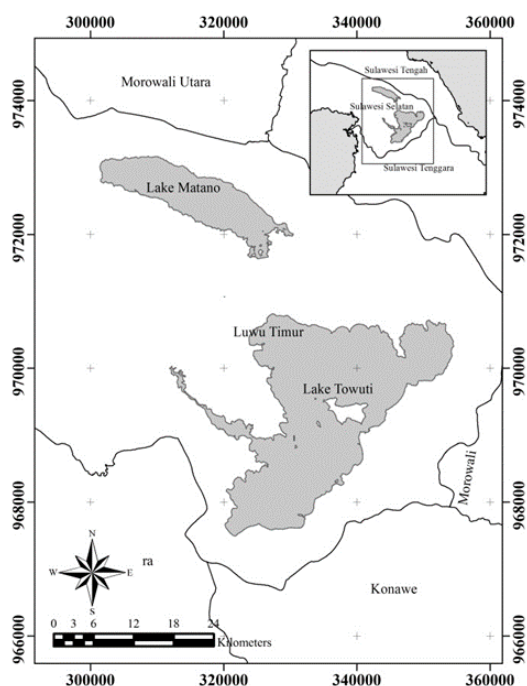 300000 320000 340000 360000
Morowali Utara
Sulawesi Tengah
Sulawesi Selatan
Sulawesi Tenggara
974000
974000
Lake Matano
972000
972000
Luwu Timur
970000
970000
Lake Towuti
Morowali
968000
968000
N
W E
S
ra
Konawe
0 3 6 12 18 24
Kilometers
966000
966000
300000 320000 340000 360000